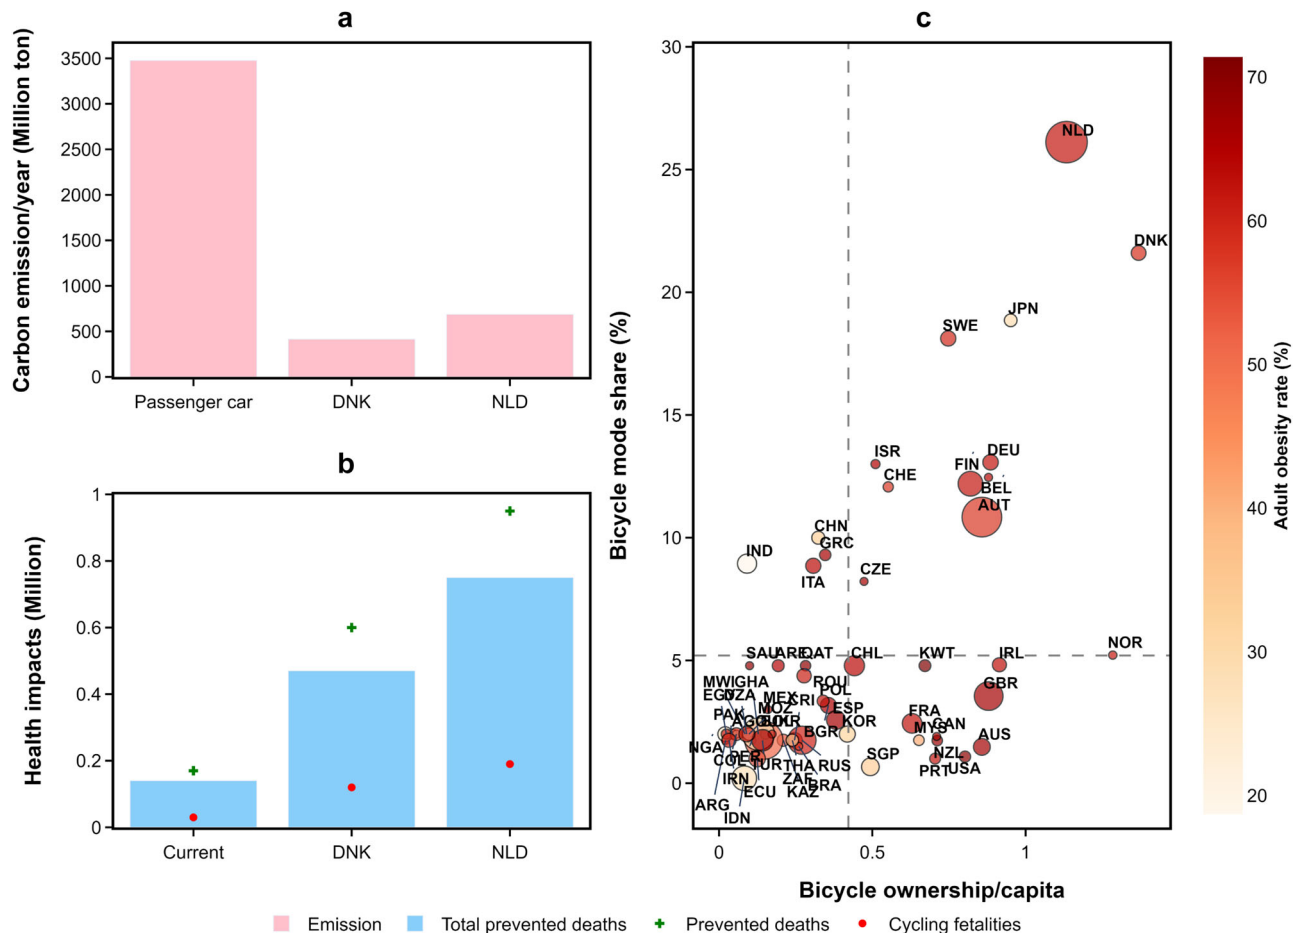 a
Carbon emission/year (Million ton)
3500
3000
2500
2000
1500
1000
500
0
Passenger car
DNK
NLD
b
Health impacts (Million)
1
0.8
0.6
0.4
0.2
0
Current
DNK
NLD
c
Bicycle mode share (%)
30
25
20
15
10
5
0
NLD
DNK
JPN
SWE
ISR
DEU
FIN
CHE
BEL
AUT
CHN
GRC
IND
ITA
CZE
NOR
SAU
ARE
QAT
CHL
KWT
IRL
MWI
GHA
ROU
GBR
EGY
DZA
MEX
CRI
POL
MOZ
ESP
PAK
KOR
FRA
MYS
CAN
AUS
UKR
BGR
NGA
COL
PER
TUR
THA
RUS
SGP
NZL
PRT
USA
IRN
ECU
ZAF
BRA
KAZ
ARG
IDN
0
0.5
1
Bicycle ownership/capita
70
60
50
40
30
20
Adult obesity rate (%)
Emission
Total prevented deaths
Prevented deaths
Cycling fetalities